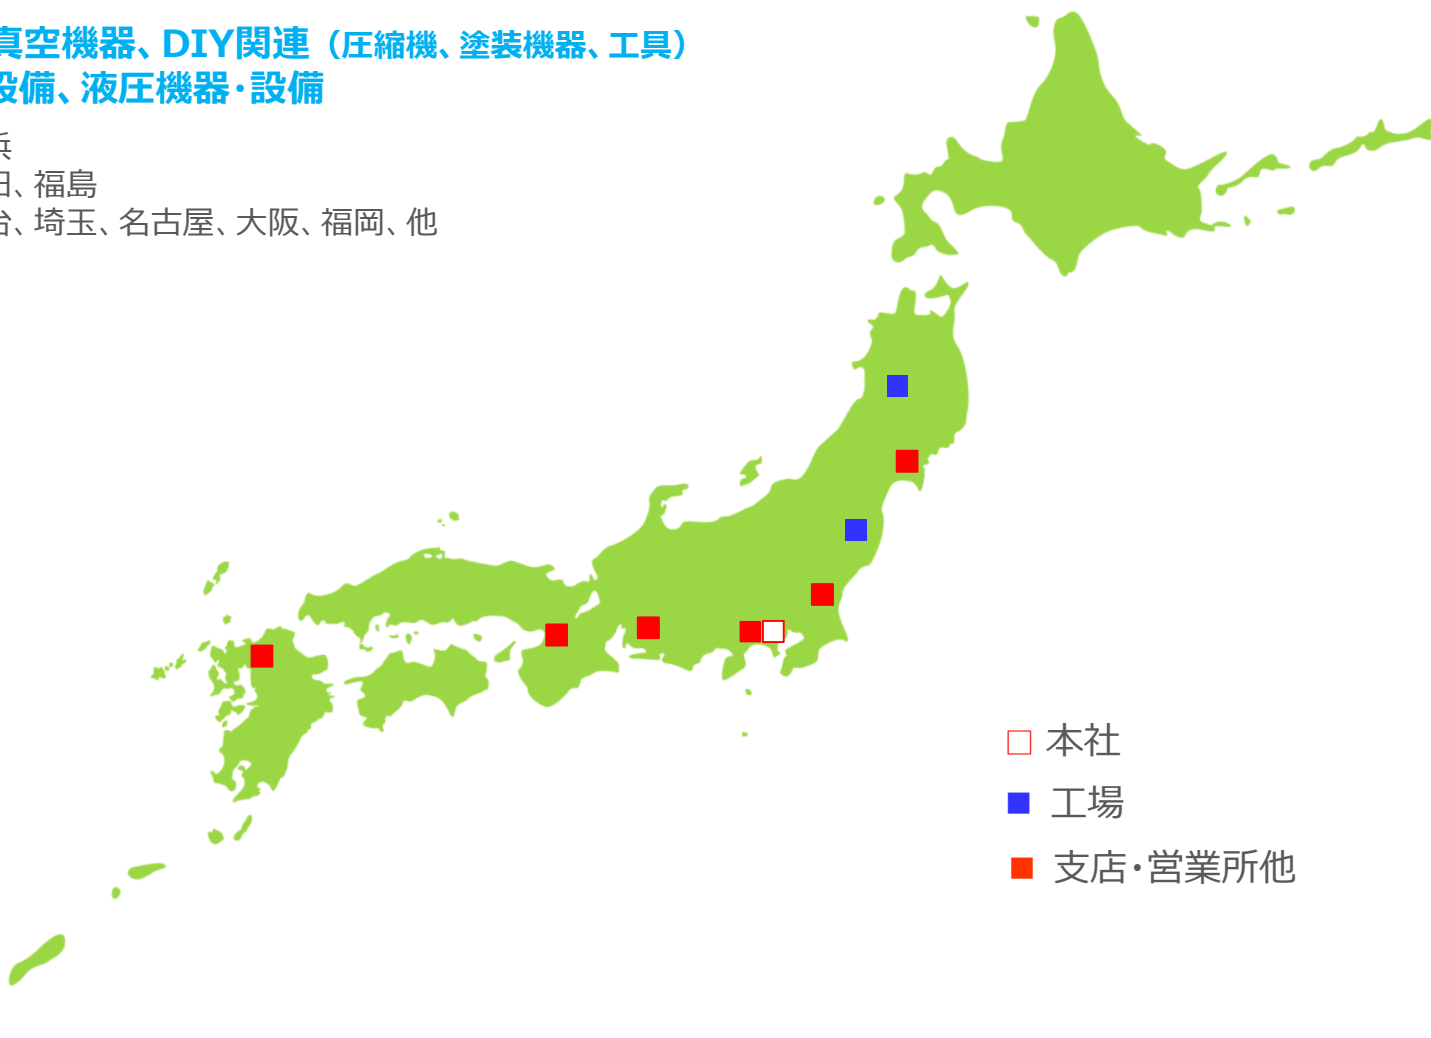 真空機器、DIY関連（圧縮機、塗装機器、工具）
設備、液圧機器・設備
浜
田、福島
台、埼玉、名古屋、大阪、福岡、他
本社
工場
支店・営業所他